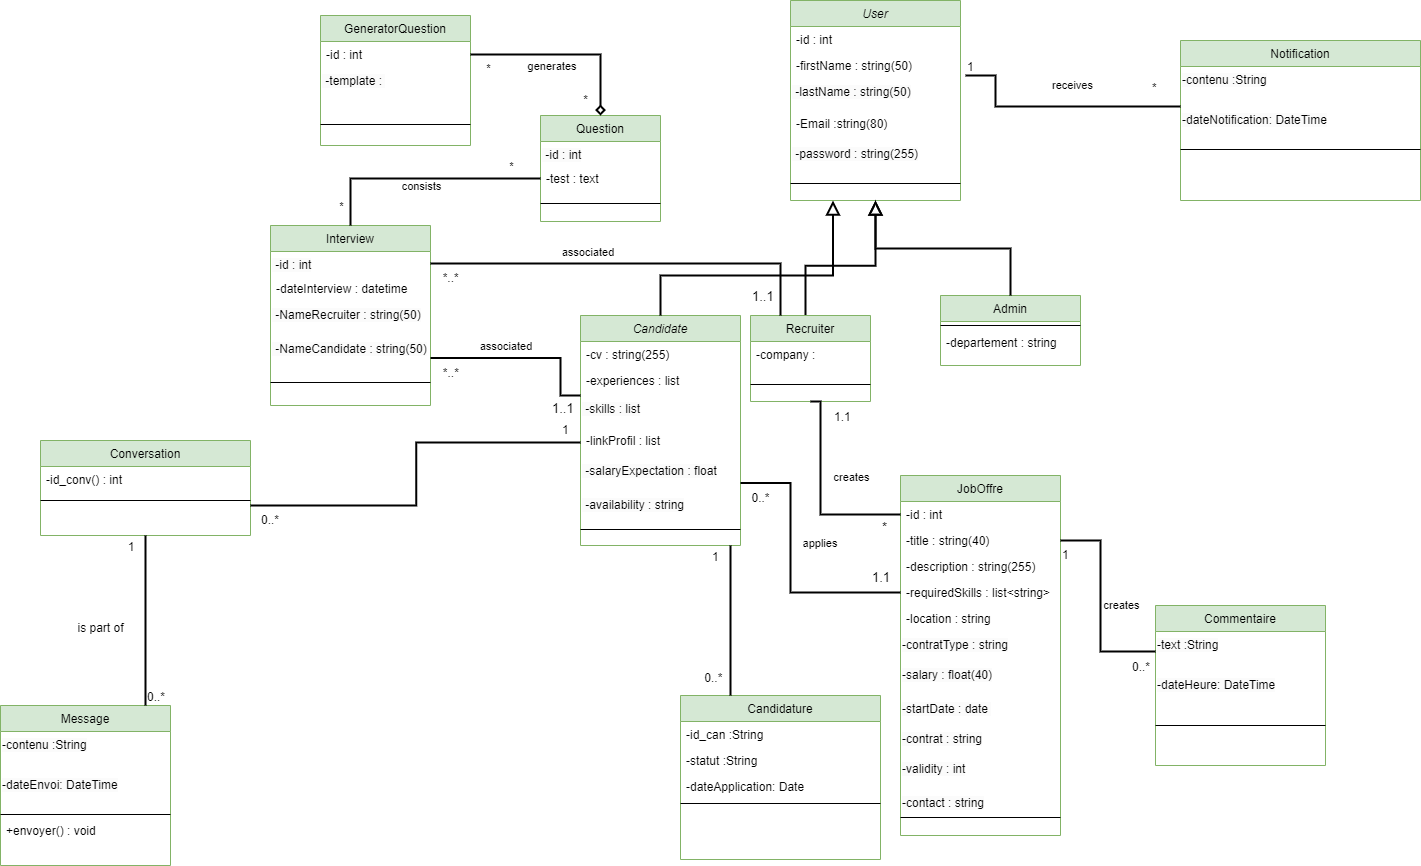 GeneratorQuestion
-id : int
-template :
*
generates
*
Question
-id : int
-test : text
*
consists
*
User
-id : int
-firstName : string(50)
-lastName : string(50)
-Email :string(80)
-password : string(255)
1
receives
*
Notification
-contenu :String
-dateNotification: DateTime
Interview
-id : int
-dateInterview : datetime
-NameRecruiter : string(50)
-NameCandidate : string(50)
associated
*..*
1..1
associated
*..*
1..1
Candidate
-cv : string(255)
-experiences : list
-skills : list
-linkProfil : list
-salaryExpectation : float
-availability : string
Recruiter
-company :
Admin
-departement : string
1.1
creates
*
1
0..*
Conversation
-id_conv() : int
1
is part of
0..*
Message
-contenu :String
-dateEnvoi: DateTime
+envoyer() : void
0..*
applies
1.1
1
0..*
Candidature
-id_can :String
-statut :String
-dateApplication: Date
JobOffre
-id : int
-title : string(40)
-description : string(255)
-requiredSkills : list<string>
-location : string
-contratType : string
-salary : float(40)
-startDate : date
-contrat : string
-validity : int
-contact : string
1
creates
0..*
Commentaire
-text :String
-dateHeure: DateTime